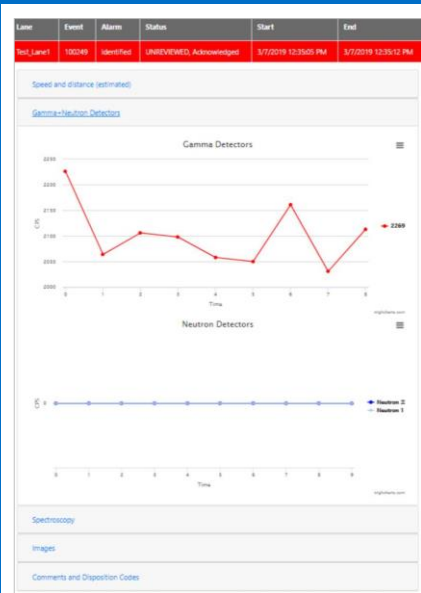 Lane Event Alarm Status Start End
Test_Lane1 100249 Identified UNREVIEWED, Acknowledged 3/7/2019 12:35:05 PM 3/7/2019 12:35:12 PM
Speed and distance (estimated)
Gamma+Neutron Detectors
Gamma Detectors
2250
2200
2150
2100
2050
2000
CPS
2269
0 1 2 3 4 5 6 7 8
Time
highcharts.com
Neutron Detectors
CPS
0
Neutron 2
Neutron 1
0 1 2 3 4 5 6 7 8 9
Time
highcharts.com
Spectroscopy
Images
Comments and Disposition Codes